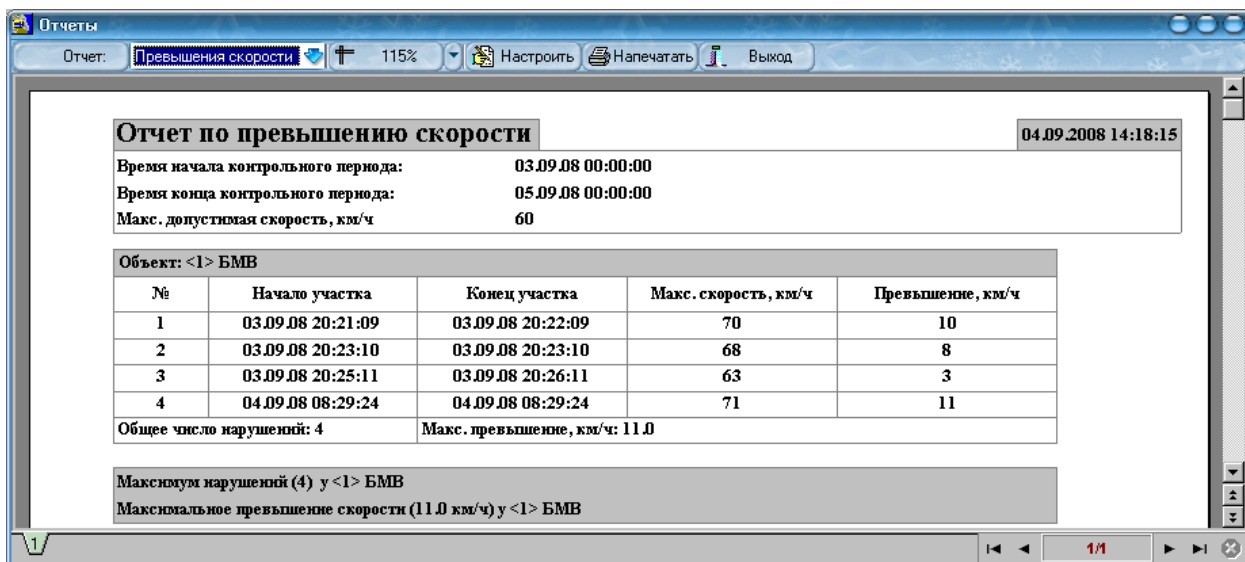 Отчеты
Отчет: Превышения скорости 115% Настроить Напечатать Выход
Отчет по превышению скорости 04.09.2008 14:18:15
Время начала контрольного периода: 03.09.08 00:00:00
Время конца контрольного периода: 05.09.08 00:00:00
Макс. допустимая скорость, км/ч 60
Объект: <1> БМВ
№ Начало участка Конец участка Макс. скорость, км/ч Превышение, км/ч
1 03.09.08 20:21:09 03.09.08 20:22:09 70 10
2 03.09.08 20:23:10 03.09.08 20:23:10 68 8
3 03.09.08 20:25:11 03.09.08 20:26:11 63 3
4 04.09.08 08:29:24 04.09.08 08:29:24 71 11
Общее число нарушений: 4 Макс. превышение, км/ч: 11.0
Максимум нарушений (4) у <1> БМВ
Максимальное превышение скорости (11.0 км/ч) у <1> БМВ
1 1/1